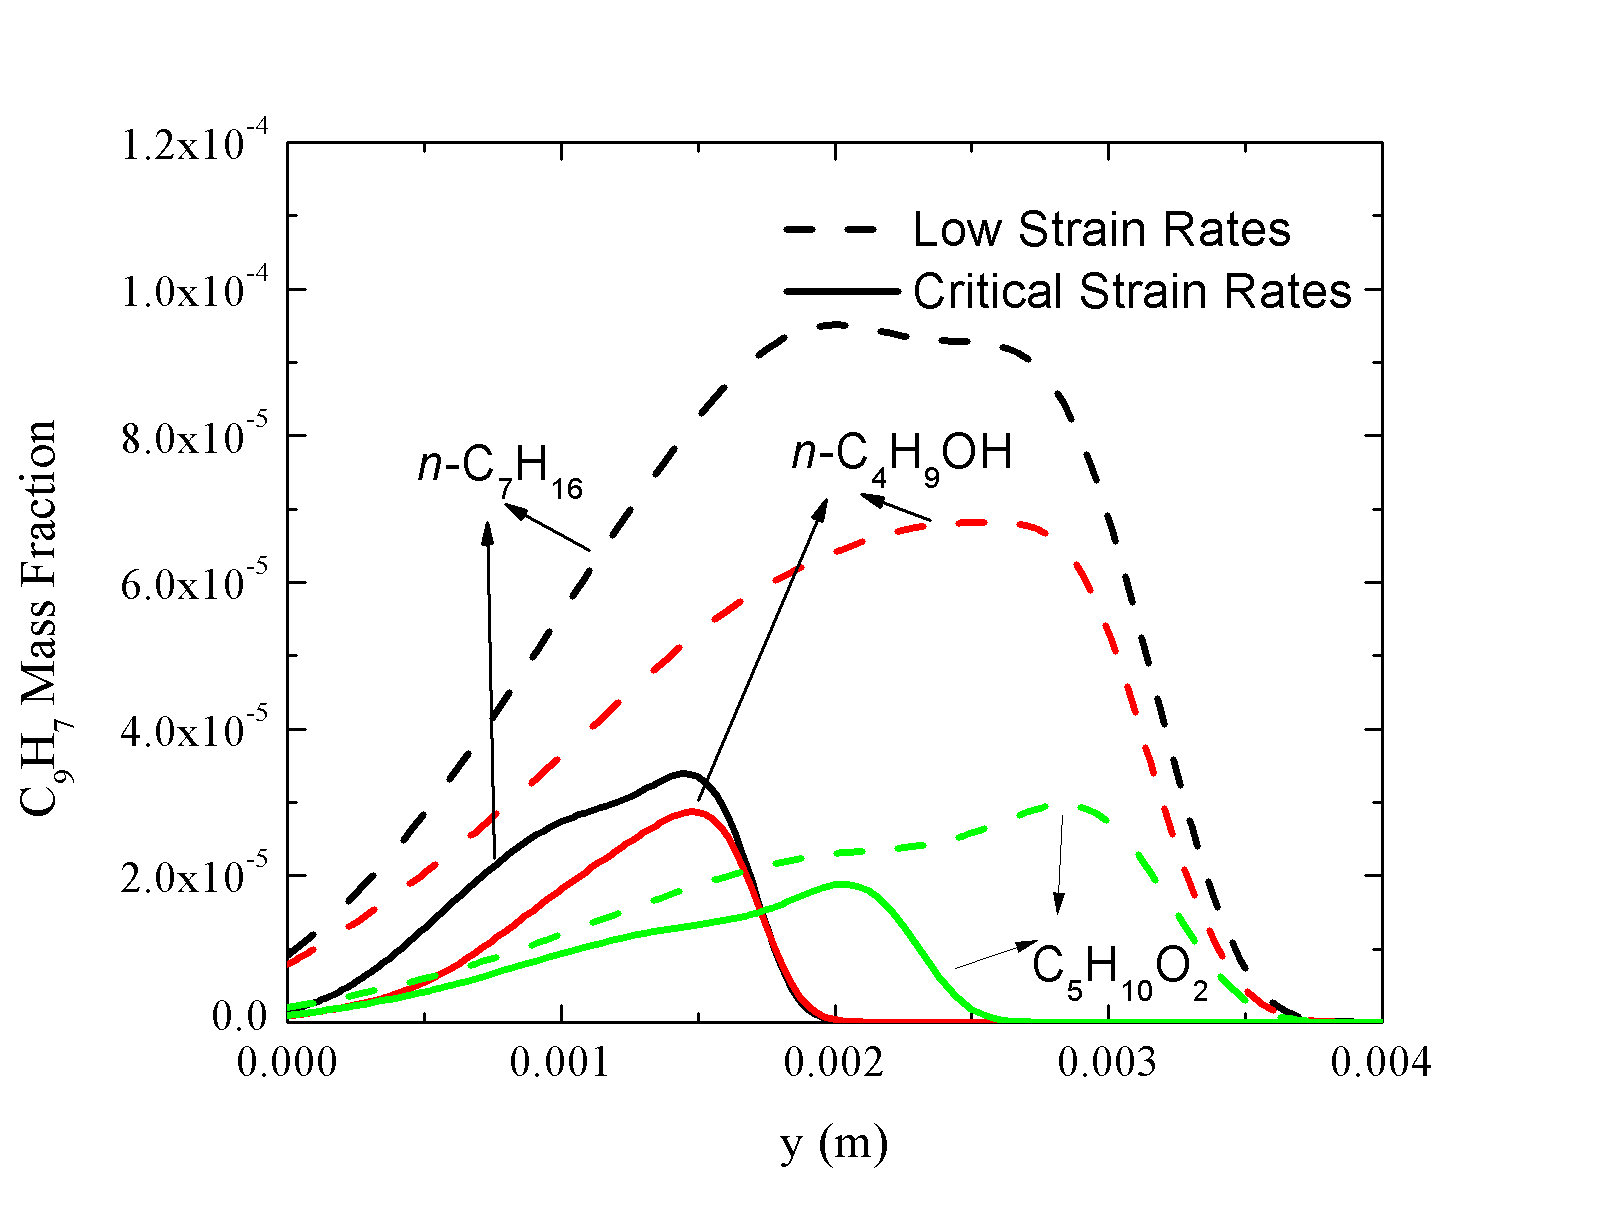 1.2x10⁻⁴
Low Strain Rates
1.0x10⁻⁴
Critical Strain Rates
8.0x10⁻⁵
n-C₇H₁₆
n-C₄H₉OH
6.0x10⁻⁵
4.0x10⁻⁵
2.0x10⁻⁵
C₅H₁₀O₂
0.0
0.000 0.001 0.002 0.003 0.004
y (m)
C₉H₇ Mass Fraction